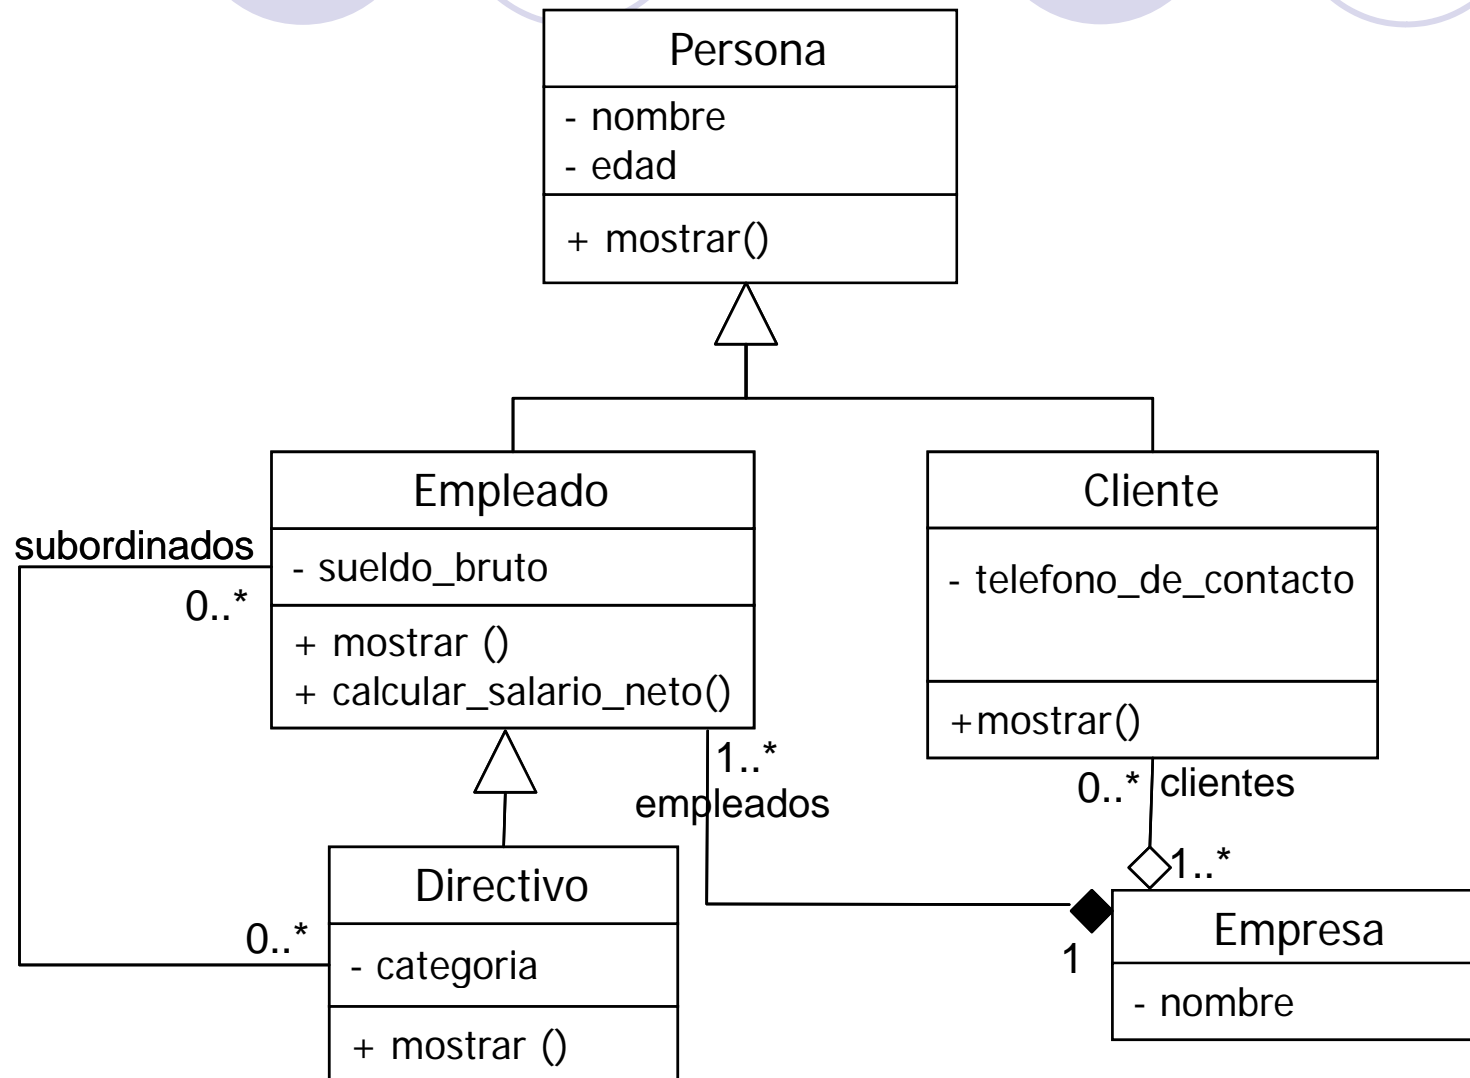 Persona
- nombre
- edad
+ mostrar()
Empleado
- sueldo_bruto
+ mostrar ()
+ calcular_salario_neto()
Cliente
- telefono_de_contacto
+mostrar()
subordinados
0..*
1..*
empleados
0..* clientes
1..*
Directivo
- categoria
+ mostrar ()
0..*
1
Empresa
- nombre